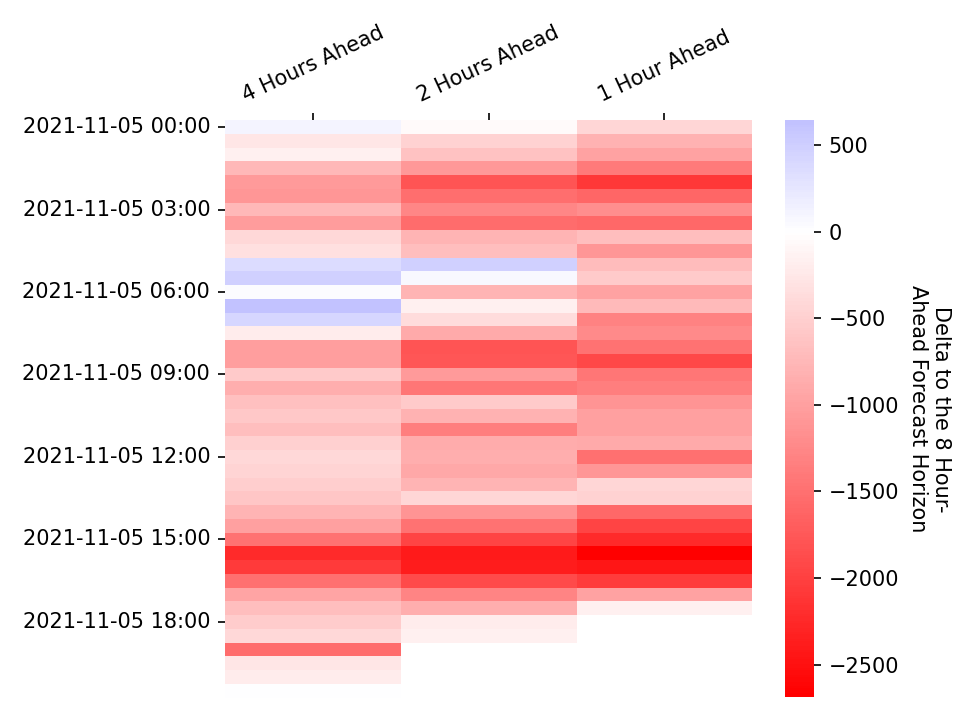 4 Hours Ahead
2 Hours Ahead
1 Hour Ahead
2021-11-05 00:00
2021-11-05 03:00
2021-11-05 06:00
2021-11-05 09:00
2021-11-05 12:00
2021-11-05 15:00
2021-11-05 18:00
500
0
−500
−1000
−1500
−2000
−2500
Delta to the 8 Hour-
Ahead Forecast Horizon